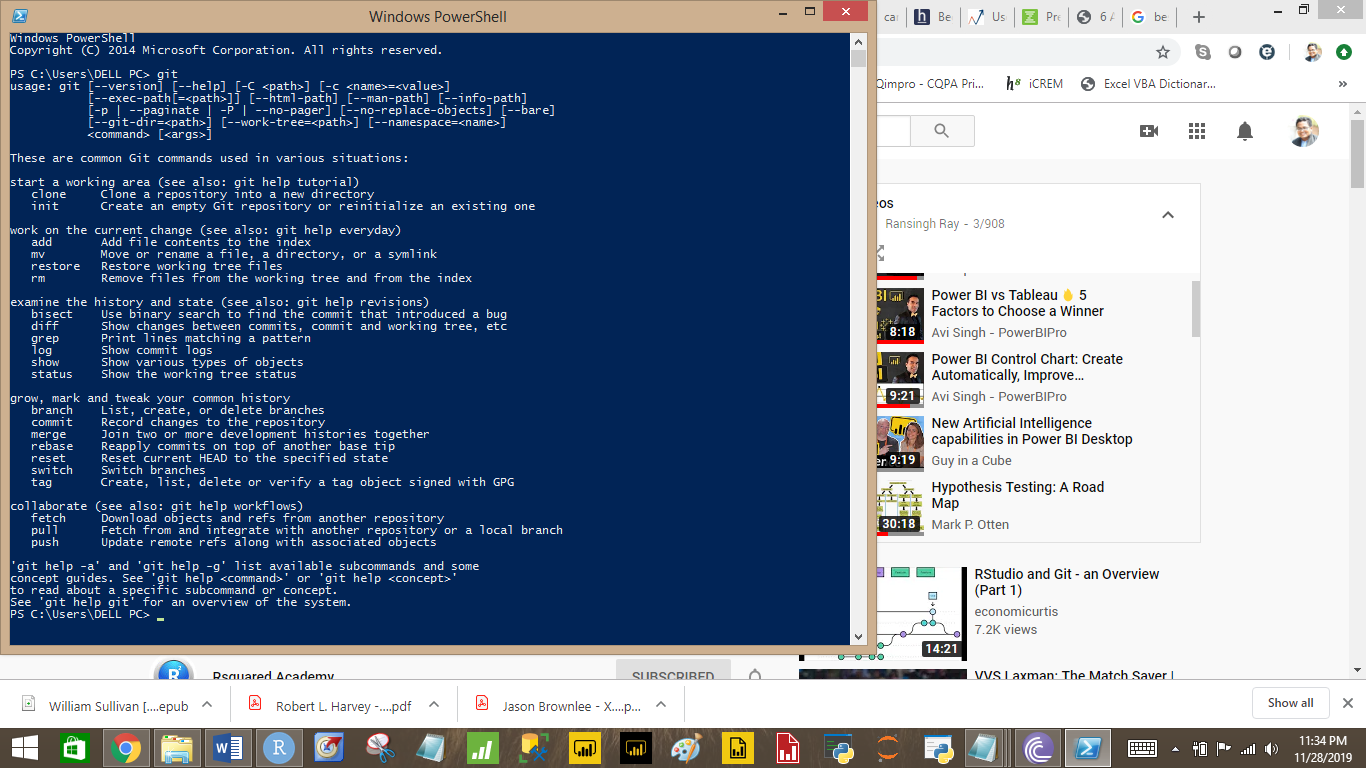 Windows PowerShell
Windows PowerShell
Copyright (C) 2014 Microsoft Corporation. All rights reserved.
PS C:\Users\DELL PC> git
usage: git [--version] [--help] [-C <path>] [-c <name>=<value>]
[--exec-path[=<path>]] [--html-path] [--man-path] [--info-path]
[-p | --paginate | -P | --no-pager] [--no-replace-objects] [--bare]
[--git-dir=<path>] [--work-tree=<path>] [--namespace=<name>]
<command> [<args>]
These are common Git commands used in various situations:
start a working area (see also: git help tutorial)
clone Clone a repository into a new directory
init Create an empty Git repository or reinitialize an existing one
work on the current change (see also: git help everyday)
add Add file contents to the index
mv Move or rename a file, a directory, or a symlink
restore Restore working tree files
rm Remove files from the working tree and from the index
examine the history and state (see also: git help revisions)
bisect Use binary search to find the commit that introduced a bug
diff Show changes between commits, commit and working tree, etc
grep Print lines matching a pattern
log Show commit logs
show Show various types of objects
status Show the working tree status
grow, mark and tweak your common history
branch List, create, or delete branches
commit Record changes to the repository
merge Join two or more development histories together
rebase Reapply commits on top of another base tip
reset Reset current HEAD to the specified state
switch Switch branches
tag Create, list, delete or verify a tag object signed with GPG
collaborate (see also: git help workflows)
fetch Download objects and refs from another repository
pull Fetch from and integrate with another repository or a local branch
push Update remote refs along with associated objects
'git help -a' and 'git help -g' list available subcommands and some
concept guides. See 'git help <command>' or 'git help <concept>'
to read about a specific subcommand or concept.
See 'git help git' for an overview of the system.
PS C:\Users\DELL PC>
car Be Us Pre 6 A be
Qimpro - CQPA Pri... iCREM Excel VBA Dictionar...
eos
Ransingh Ray - 3/908
8:18
Power BI vs Tableau 5
Factors to Choose a Winner
Avi Singh - PowerBIPro
9:21
Power BI Control Chart: Create
Automatically, Improve...
Avi Singh - PowerBIPro
9:19
New Artificial Intelligence
capabilities in Power BI Desktop
Guy in a Cube
30:18
Hypothesis Testing: A Road
Map
Mark P. Otten
14:21
RStudio and Git - an Overview
(Part 1)
economicurtis
7.2K views
VVS Laxman: The Match Saver |
Rsquared Academy
SUBSCRIBED
William Sullivan [....epub
Robert L. Harvey -....pdf
Jason Brownlee - X....p...
Show all
11:34 PM
11/28/2019